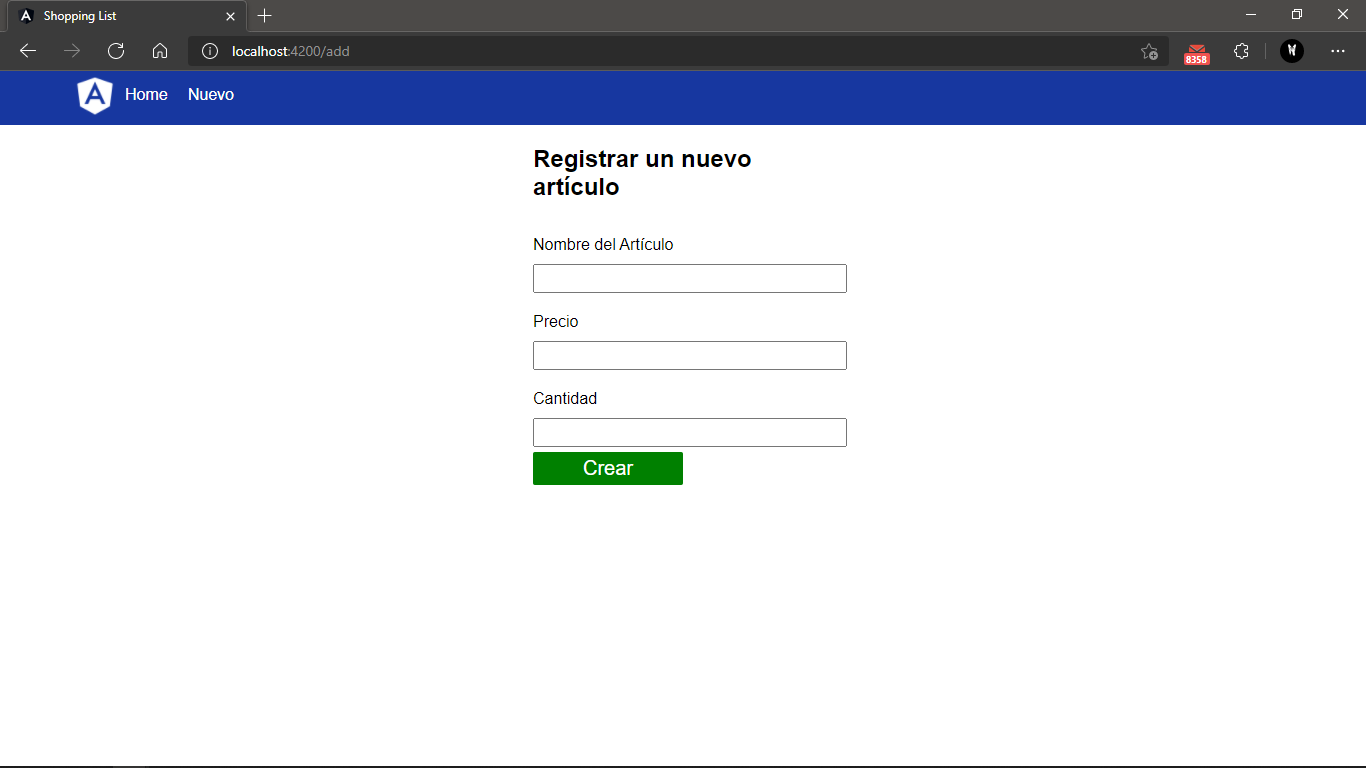 Shopping List
localhost:4200/add
8358
Home Nuevo
Registrar un nuevo
artículo
Nombre del Artículo
Precio
Cantidad
Crear